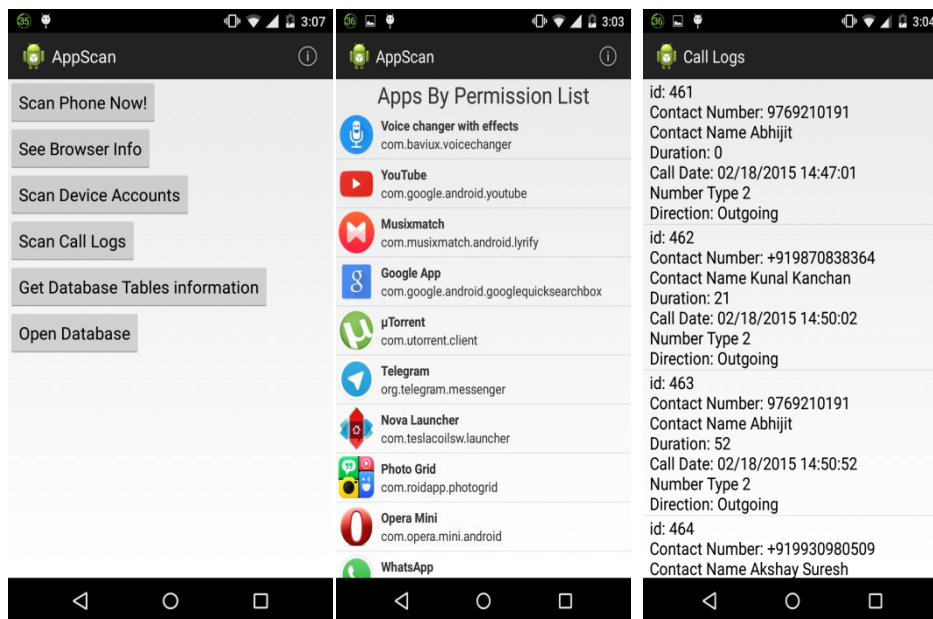 35
3:07
AppScan
Scan Phone Now!
See Browser Info
Scan Device Accounts
Scan Call Logs
Get Database Tables information
Open Database
36
3:03
AppScan
Apps By Permission List
Voice changer with effects
com.baviux.voicechanger
YouTube
com.google.android.youtube
Musixmatch
com.musixmatch.android.lyrify
Google App
com.google.android.googlequicksearchbox
µTorrent
com.utorrent.client
Telegram
org.telegram.messenger
Nova Launcher
com.teslacoilsw.launcher
Photo Grid
com.roidapp.photogrid
Opera Mini
com.opera.mini.android
WhatsApp
36
3:04
Call Logs
id: 461
Contact Number: 9769210191
Contact Name Abhijit
Duration: 0
Call Date: 02/18/2015 14:47:01
Number Type 2
Direction: Outgoing
id: 462
Contact Number: +919870838364
Contact Name Kunal Kanchan
Duration: 21
Call Date: 02/18/2015 14:50:02
Number Type 2
Direction: Outgoing
id: 463
Contact Number: 9769210191
Contact Name Abhijit
Duration: 52
Call Date: 02/18/2015 14:50:52
Number Type 2
Direction: Outgoing
id: 464
Contact Number: +919930980509
Contact Name Akshay Suresh